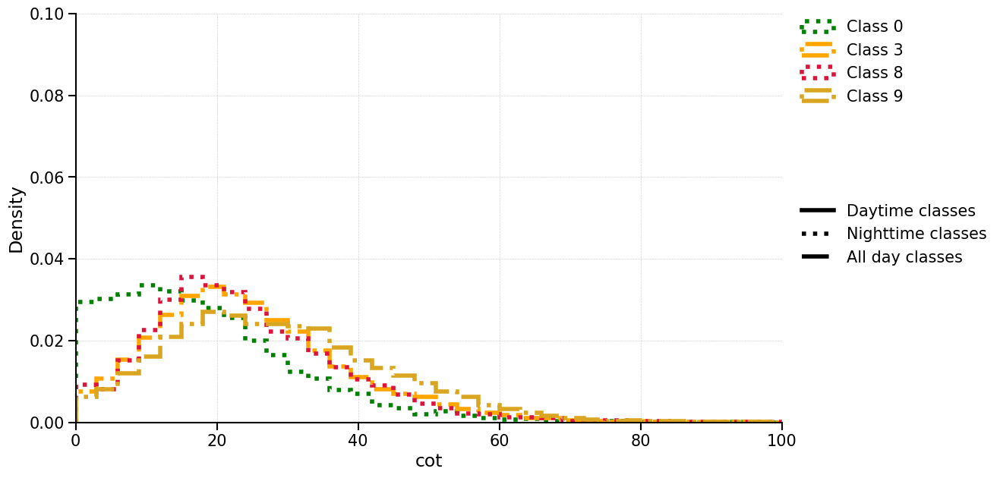 0.10
0.08
0.06
0.04
0.02
0.00
Density
0
20
40
60
80
100
cot
Class 0
Class 3
Class 8
Class 9
Daytime classes
Nighttime classes
All day classes